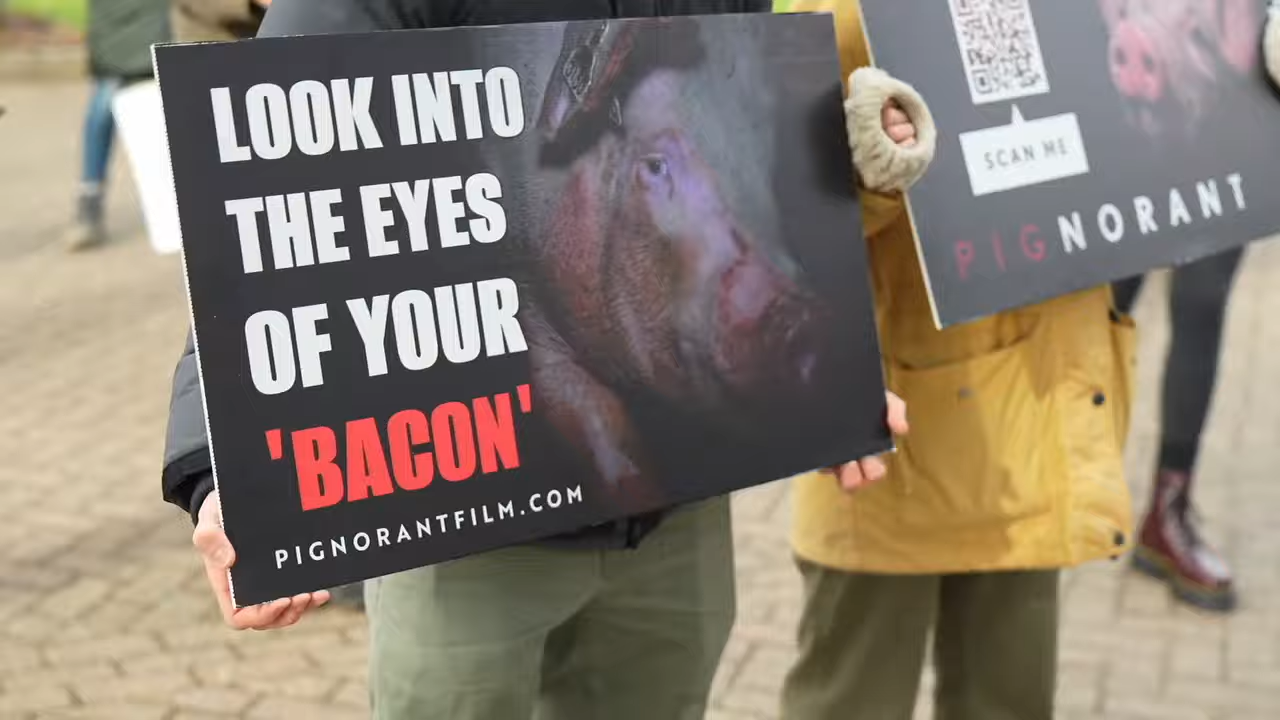 LOOK INTO
THE EYES
OF YOUR
'BACON'
PIGNORANTFILM.COM
SCAN ME
PIGNORANT